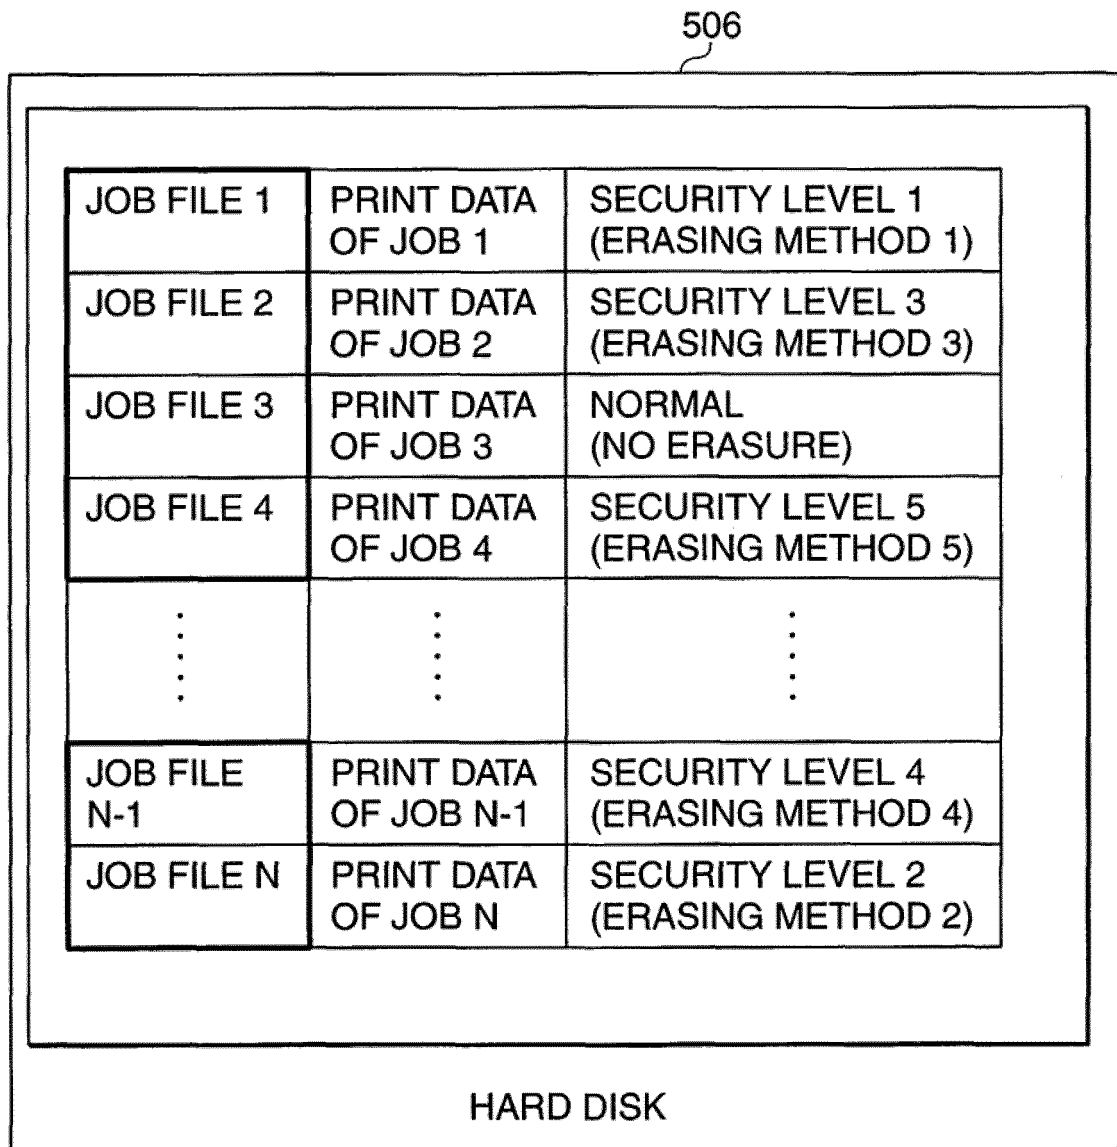 506
JOB FILE 1
PRINT DATA
OF JOB 1
SECURITY LEVEL 1
(ERASING METHOD 1)
JOB FILE 2
PRINT DATA
OF JOB 2
SECURITY LEVEL 3
(ERASING METHOD 3)
JOB FILE 3
PRINT DATA
OF JOB 3
NORMAL
(NO ERASURE)
JOB FILE 4
PRINT DATA
OF JOB 4
SECURITY LEVEL 5
(ERASING METHOD 5)
JOB FILE
N-1
PRINT DATA
OF JOB N-1
SECURITY LEVEL 4
(ERASING METHOD 4)
JOB FILE N
PRINT DATA
OF JOB N
SECURITY LEVEL 2
(ERASING METHOD 2)
HARD DISK